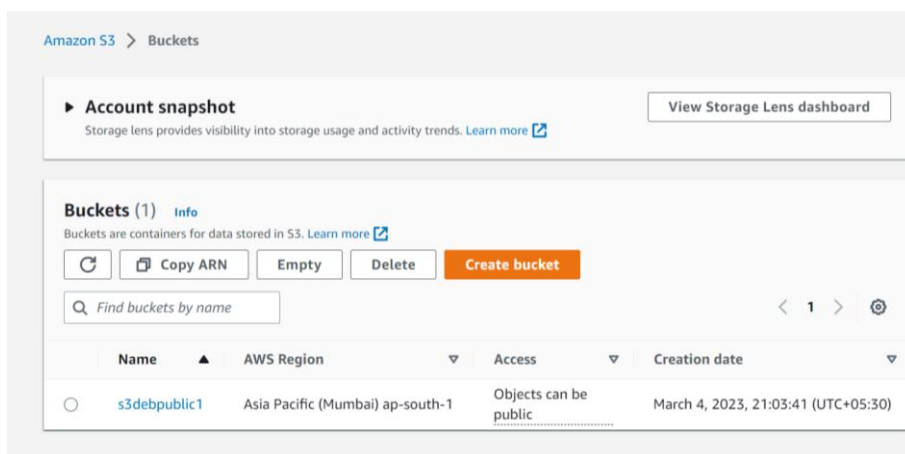 Amazon S3 > Buckets
Account snapshot
View Storage Lens dashboard
Storage lens provides visibility into storage usage and activity trends. Learn more
Buckets (1) Info
Buckets are containers for data stored in S3. Learn more
Copy ARN Empty Delete Create bucket
Find buckets by name
< 1 >
Name AWS Region Access Creation date
s3debpublic1 Asia Pacific (Mumbai) ap-south-1 Objects can be public March 4, 2023, 21:03:41 (UTC+05:30)